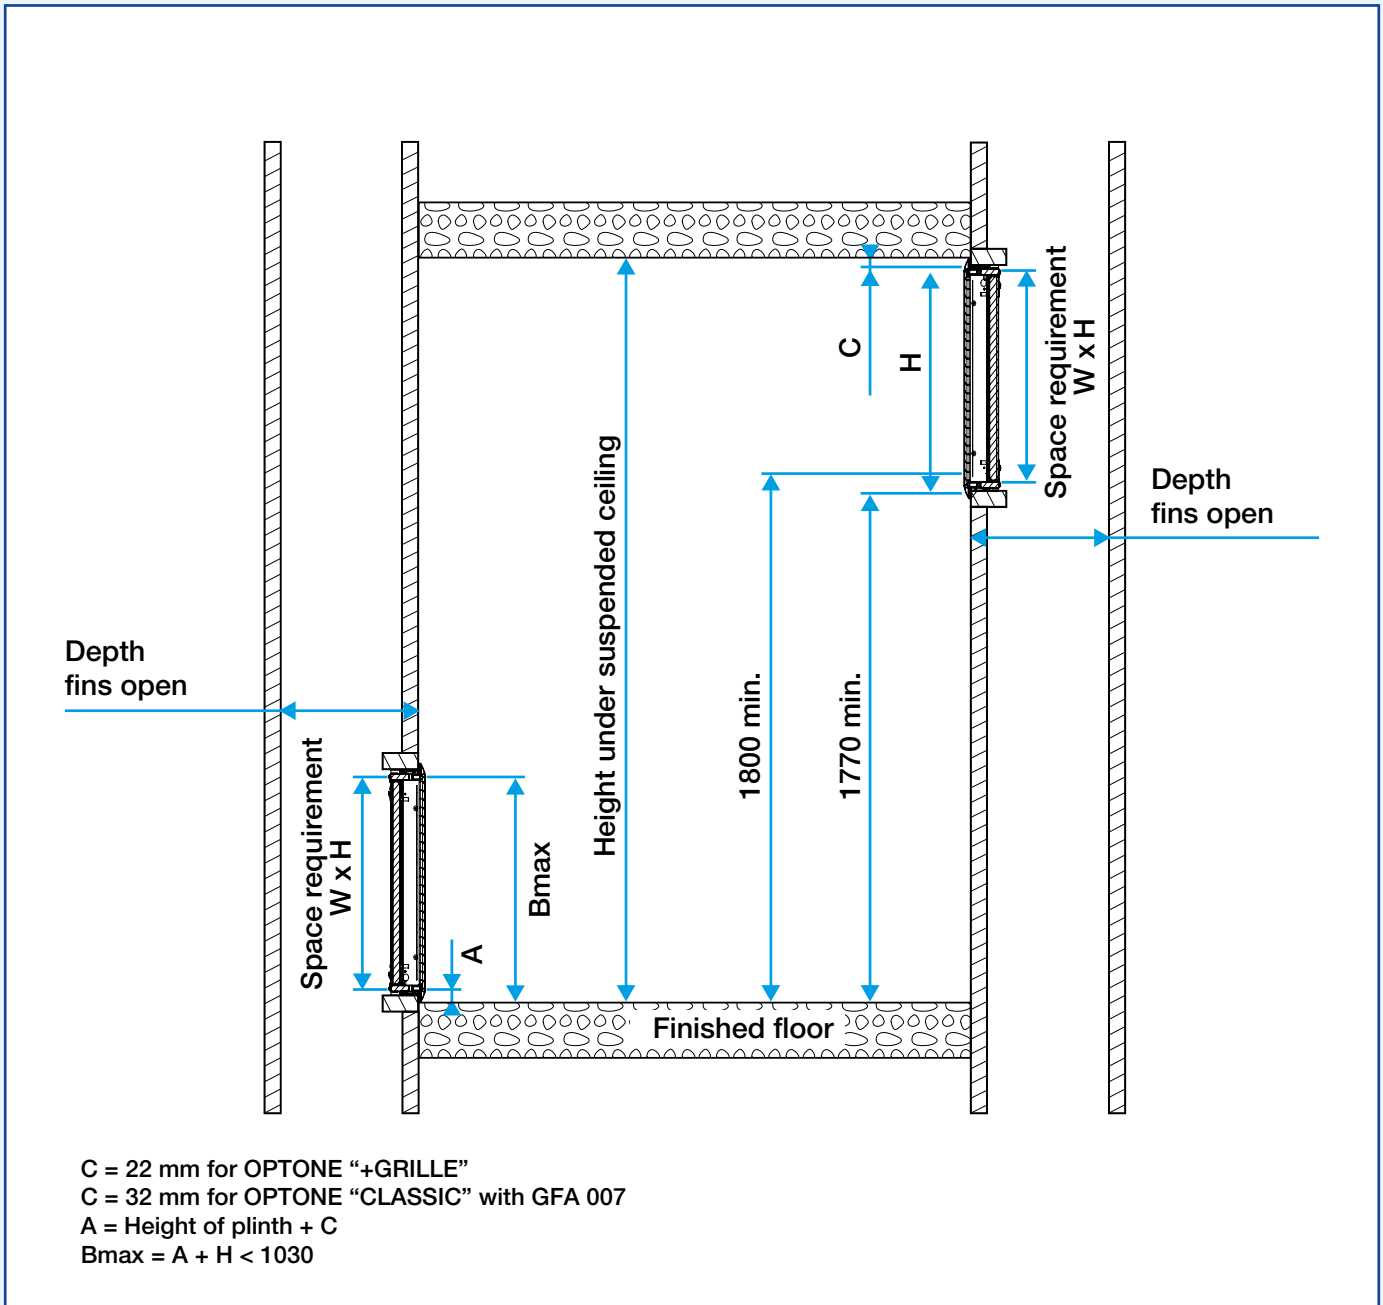 C
H
Space requirement
W x H
Depth
fins open
Height under suspended ceiling
1800 min.
1770 min.
Depth
fins open
Space requirement
W x H
Bmax
A
Finished floor
C = 22 mm for OPTONE “+GRILLE”
C = 32 mm for OPTONE “CLASSIC” with GFA 007
A = Height of plinth + C
Bmax = A + H < 1030